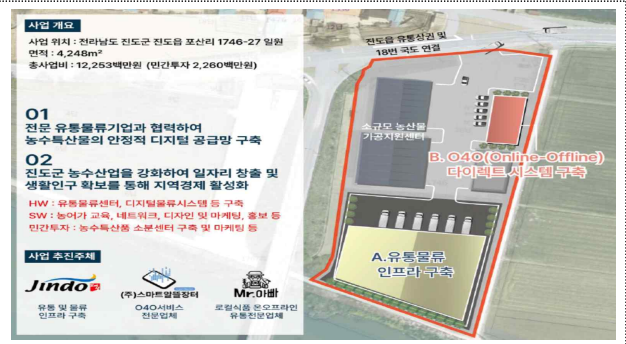 사업 개요
사업 위치 : 전라남도 진도군 진도읍 포산리 1746-27 일원
면적 : 4,248m²
총사업비 : 12,253백만원 (민간투자 2,260백만원)
01
전문 유통물류기업과 협력하여
농수특산물의 안정적 디지털 공급망 구축
02
진도군 농수산업을 강화하여 일자리 창출 및
생활인구 확보를 통해 지역경제 활성화
HW : 유통물류센터, 디지털물류시스템 등 구축
SW : 농어가 교육, 네트워크, 디자인 및 마케팅, 홍보 등
민간투자 : 농수특산품 소분센터 구축 및 마케팅 등
사업 추진주체
Jindo
유통 및 물류
인프라 구축
(주)스마트알뜰장터
O4O서비스
전문업체
Mr.아빠
로컬식품 온오프라인
유통전문업체
진도읍 유통상권 및
18번 국도 연결
소규모 농산물
가공지원센터
B. O4O(Online-Offline)
다이렉트 시스템 구축
A.유통물류
인프라 구축